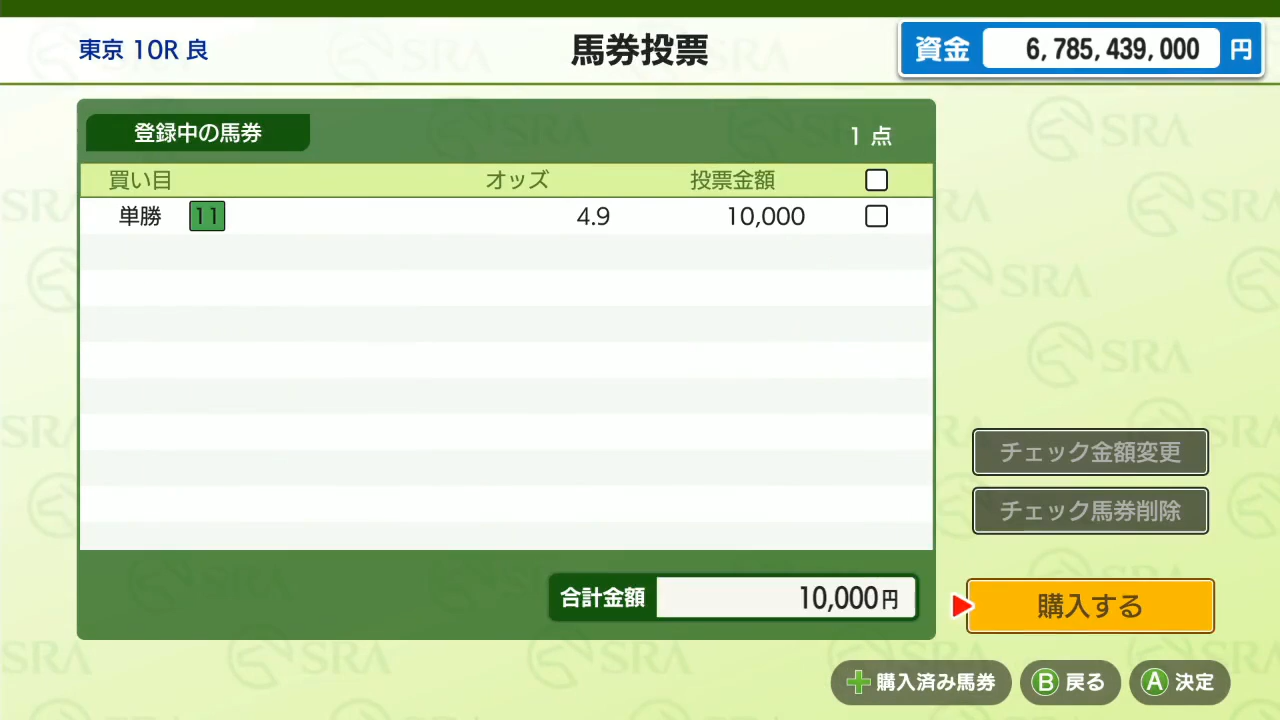 東京 10R 良
馬券投票
資金 6,785,439,000 円
登録中の馬券
1 点
買い目 オッズ 投票金額
単勝 11 4.9 10,000
チェック金額変更
チェック馬券削除
合計金額 10,000円
購入する
購入済み馬券 B 戻る A 決定
SRA